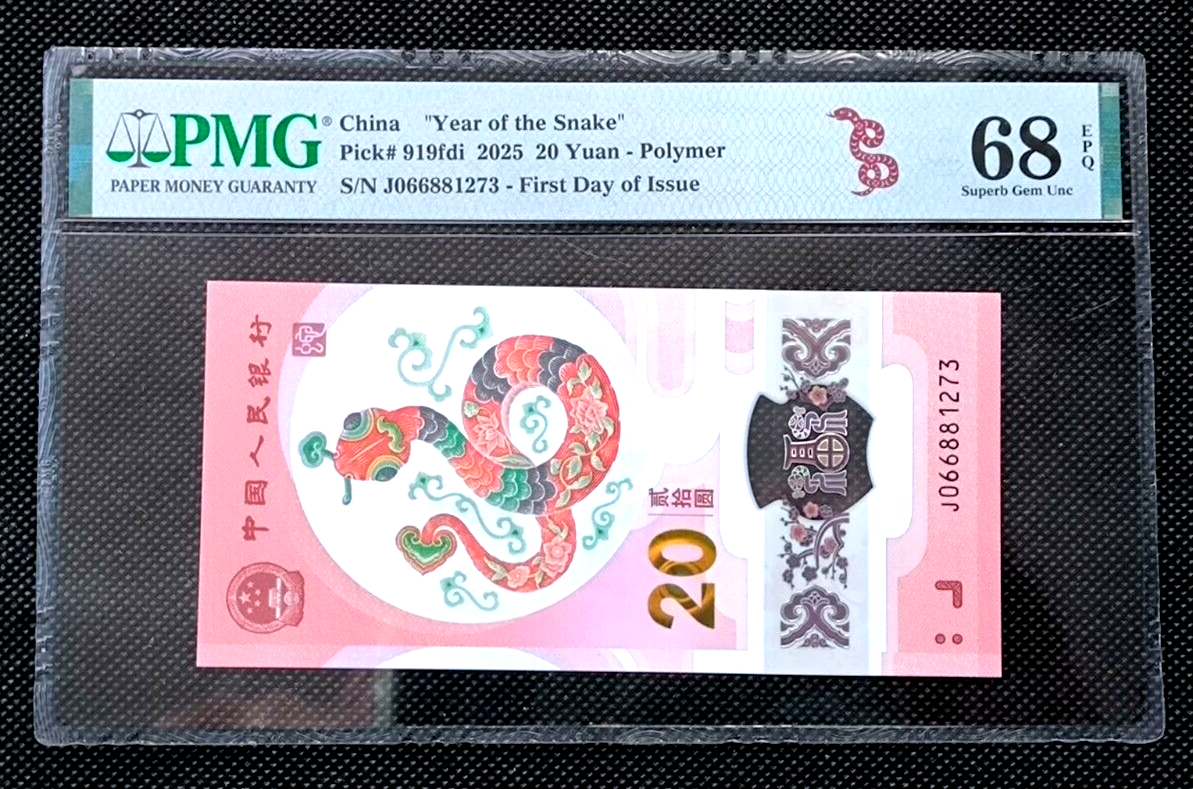 PMG®
PAPER MONEY GUARANTY
China "Year of the Snake"
Pick# 919fdi 2025 20 Yuan - Polymer
S/N J066881273 - First Day of Issue
68
EPQ
Superb Gem Unc
中国人民银行
贰拾圆
20
J066881273